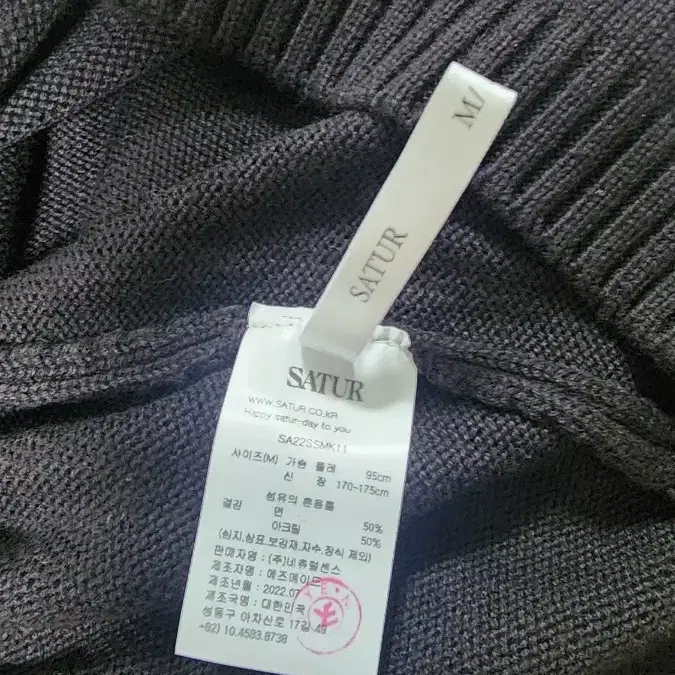 M/
SATUR
SATUR
WWW.SATUR.CO.KR
Happy satur-day to you
SA22SSMK11
사이즈(M) 가슴 둘레 95cm
신 장 170~175cm
섬유의 혼용률
겉감 면 50%
아크릴 50%
(심지,상표,보강재,자수,장식 제외)
판매자명 : (주)네츄럴센스
제조자명 : 메즈메이드
제조년월 : 2022.07
제조국명 : 대한민국
성동구 아차산로 17길 49
+82) 10.4593.8738